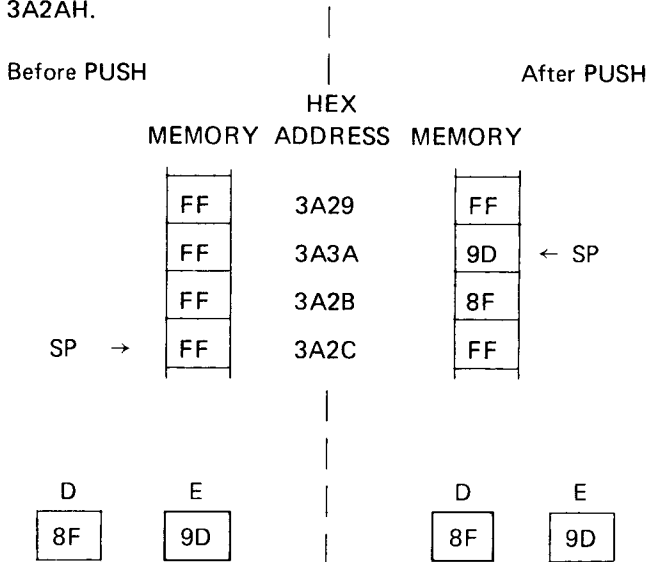 3A2AH.
Before PUSH After PUSH
HEX
MEMORY ADDRESS MEMORY
FF 3A29 FF
FF 3A3A 9D ← SP
FF 3A2B 8F
SP → FF 3A2C FF
D E D E
8F 9D 8F 9D